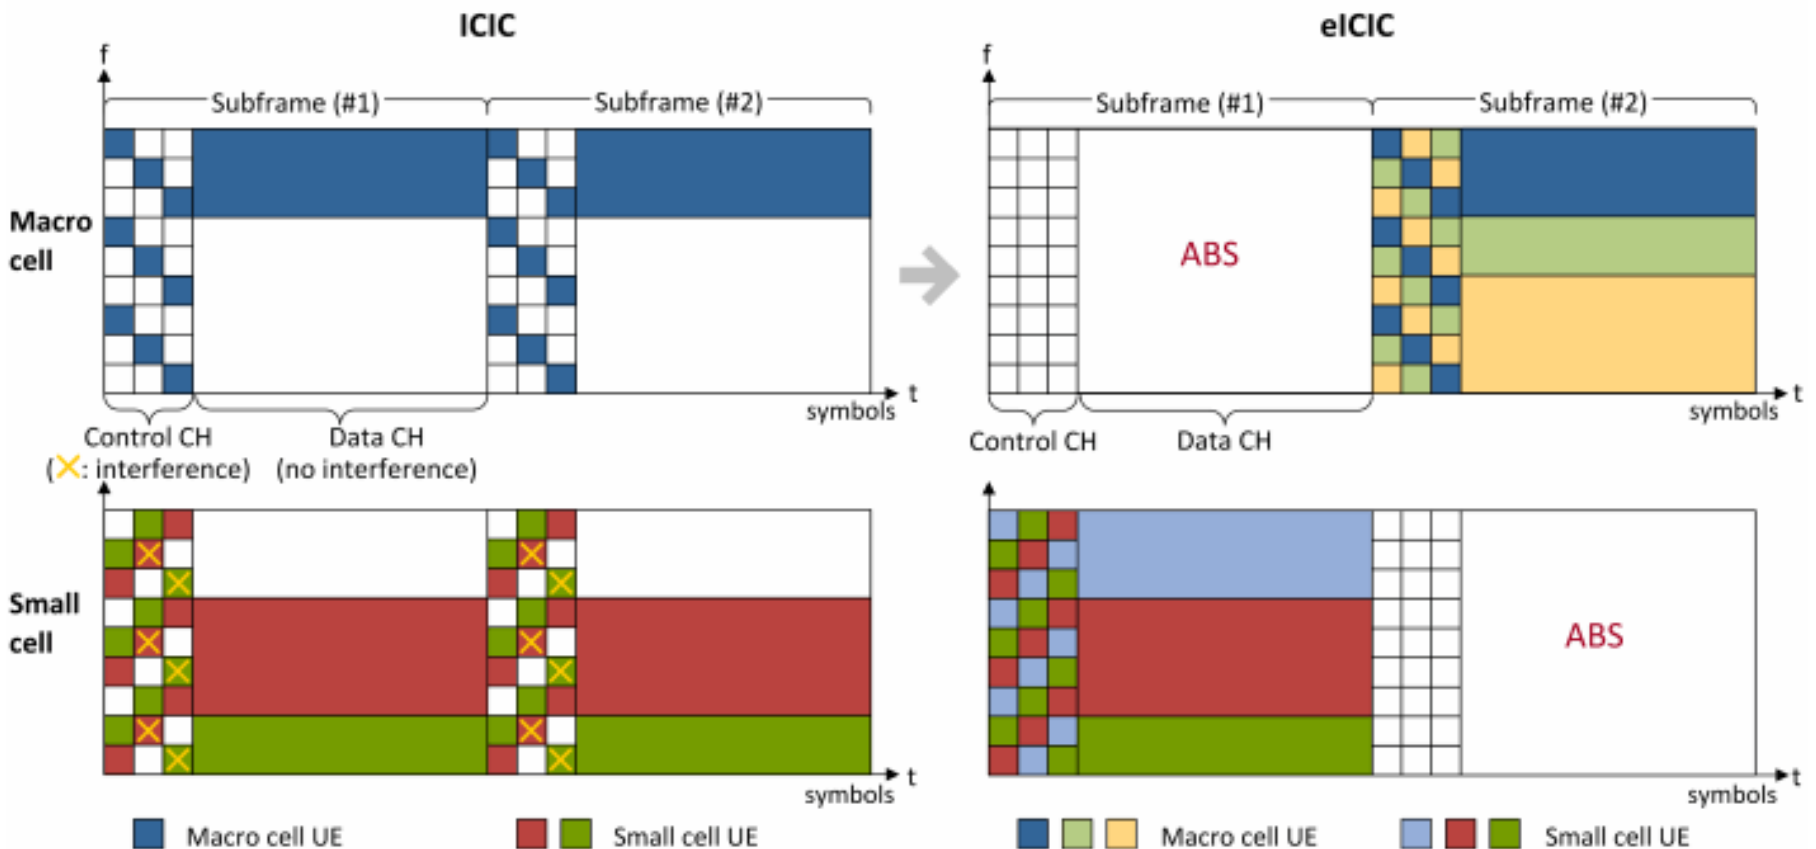 ICIC
eICIC
f
f
Subframe (#1)
Subframe (#2)
Subframe (#1)
Subframe (#2)
Macro
cell
ABS
t
symbols
t
symbols
Control CH
Data CH
(X: interference)
(no interference)
Control CH
Data CH
Small
cell
ABS
t
symbols
t
symbols
Macro cell UE
Small cell UE
Macro cell UE
Small cell UE